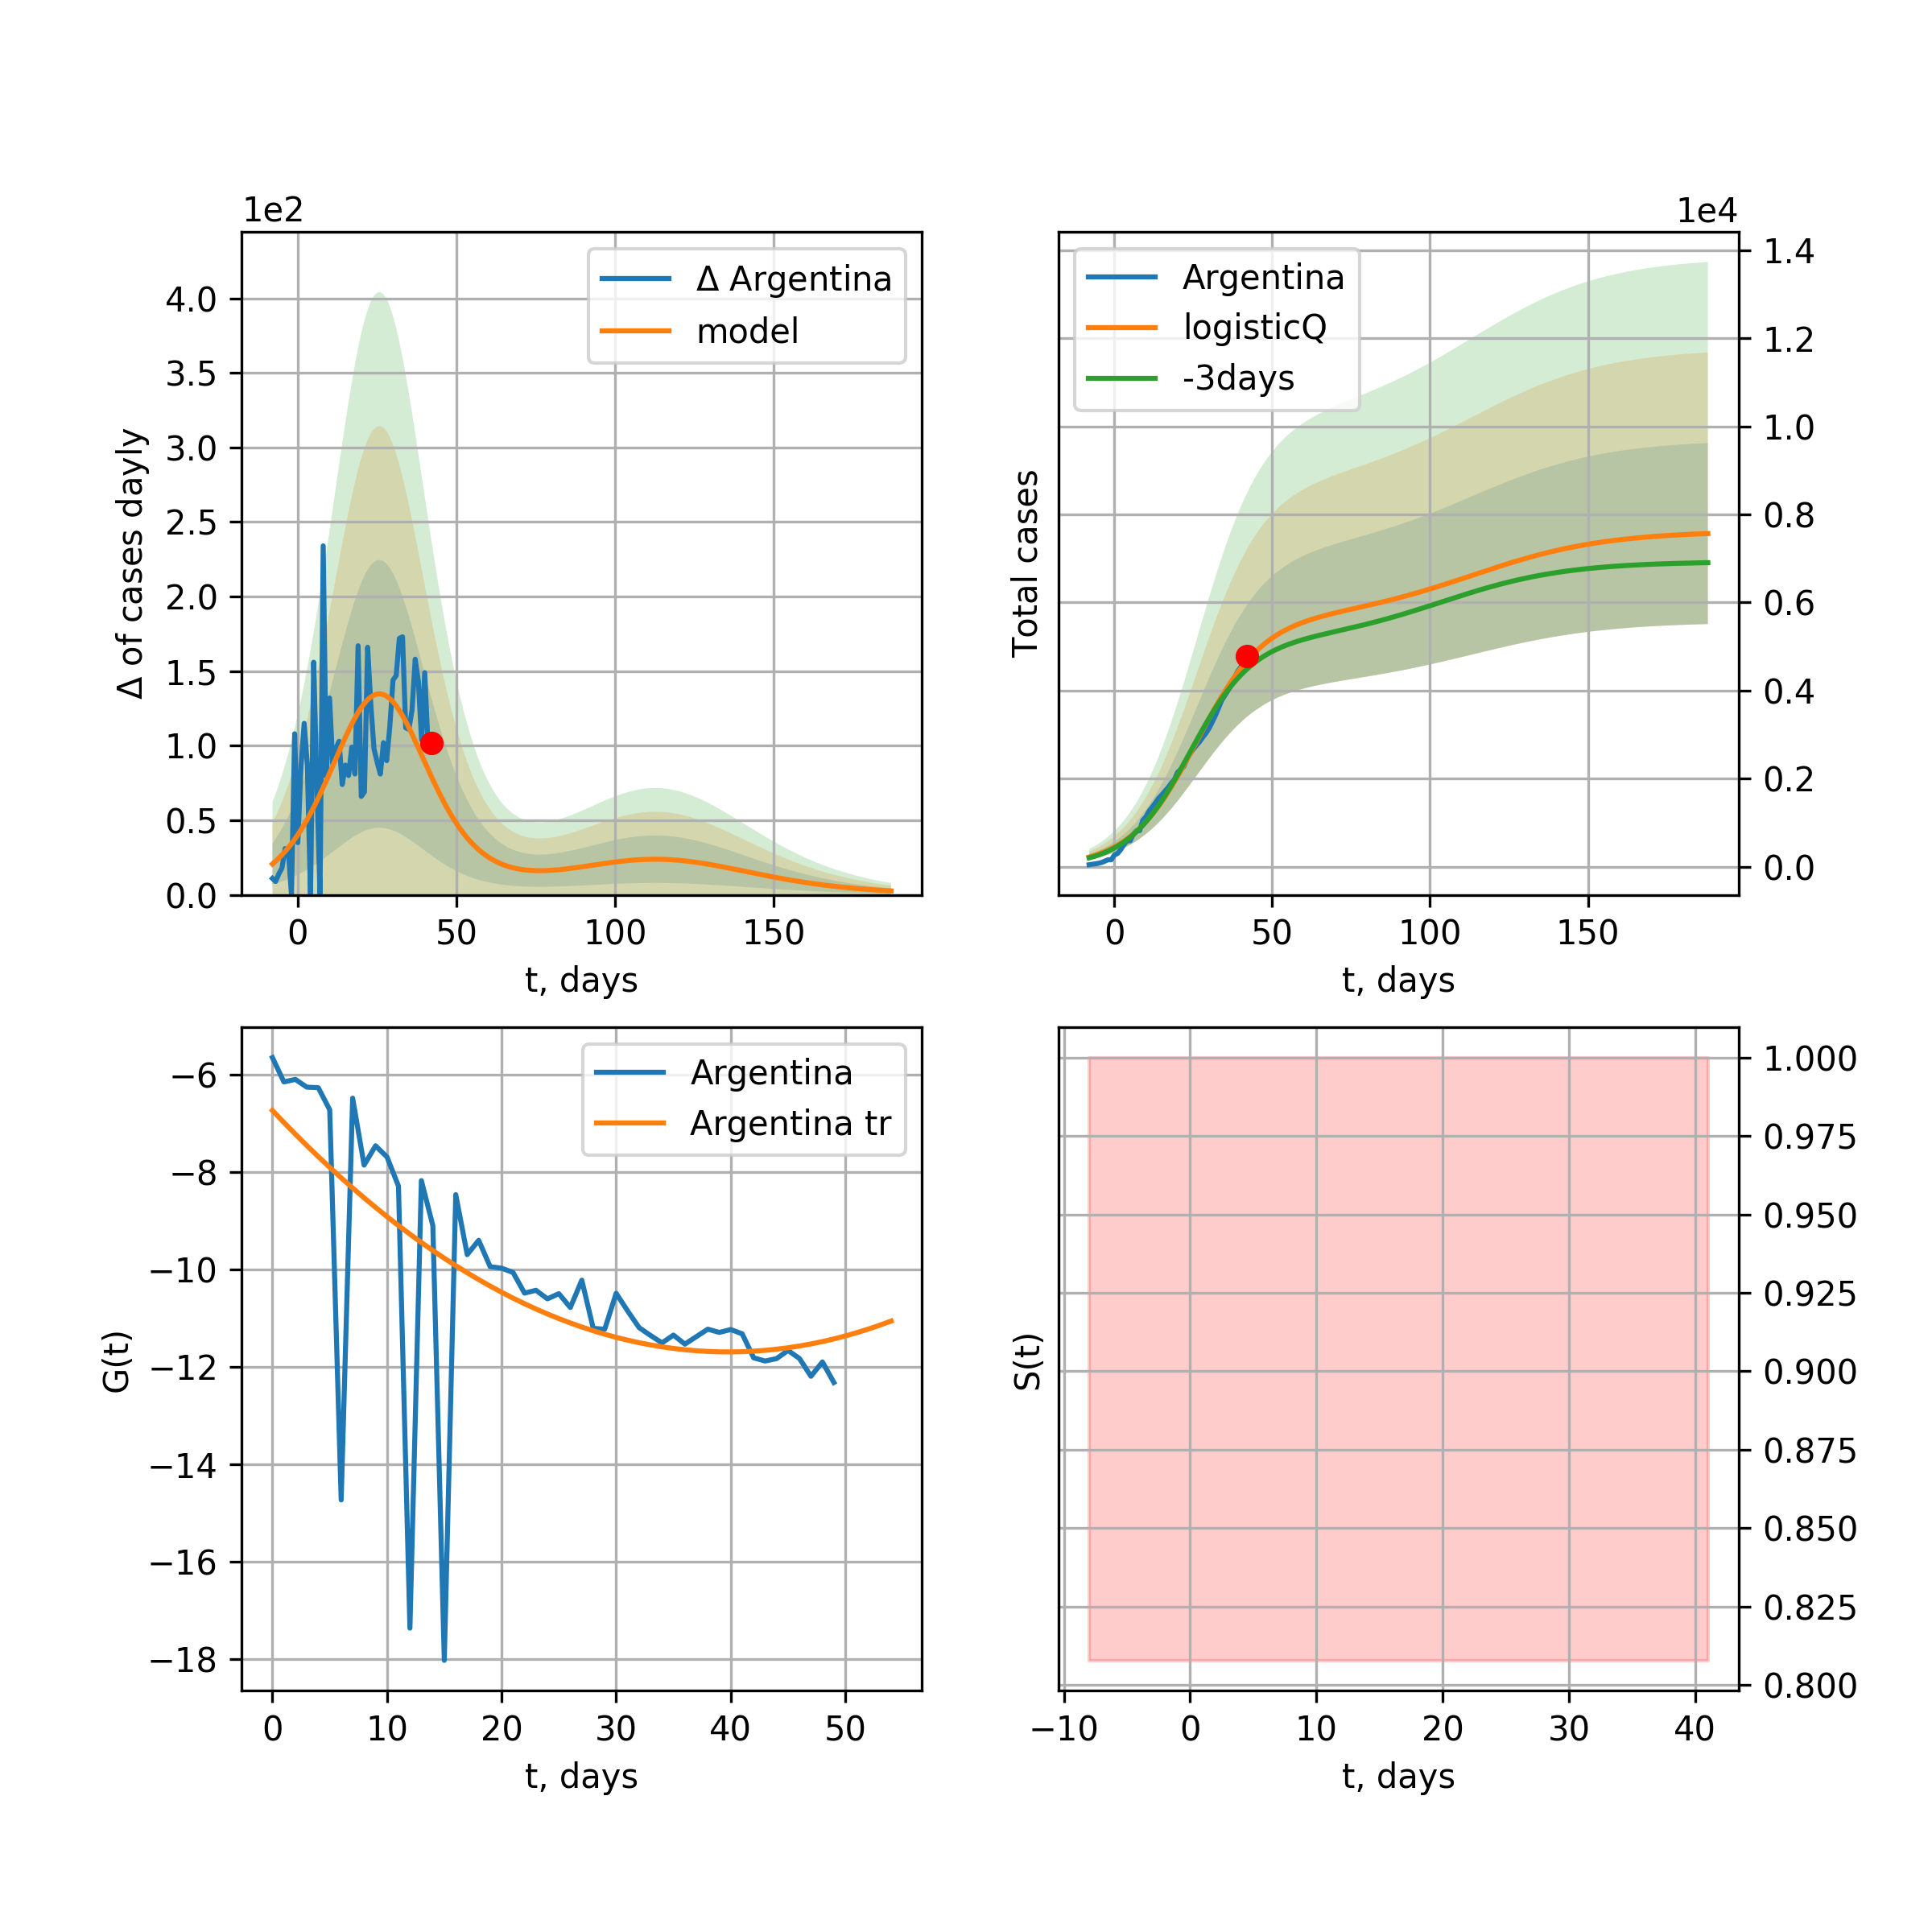 1e2
4.0
3.5
3.0
2.5
2.0
1.5
1.0
0.5
0.0
Δ of cases dayly
Δ Argentina
model
0 50 100 150
t, days
1e4
Argentina
logisticQ
-3days
Total cases
1.4
1.2
1.0
0.8
0.6
0.4
0.2
0.0
0 50 100 150
t, days
−6
−8
−10
−12
−14
−16
−18
G(t)
Argentina
Argentina tr
0 10 20 30 40 50
t, days
S(t)
1.000
0.975
0.950
0.925
0.900
0.875
0.850
0.825
0.800
−10 0 10 20 30 40
t, days